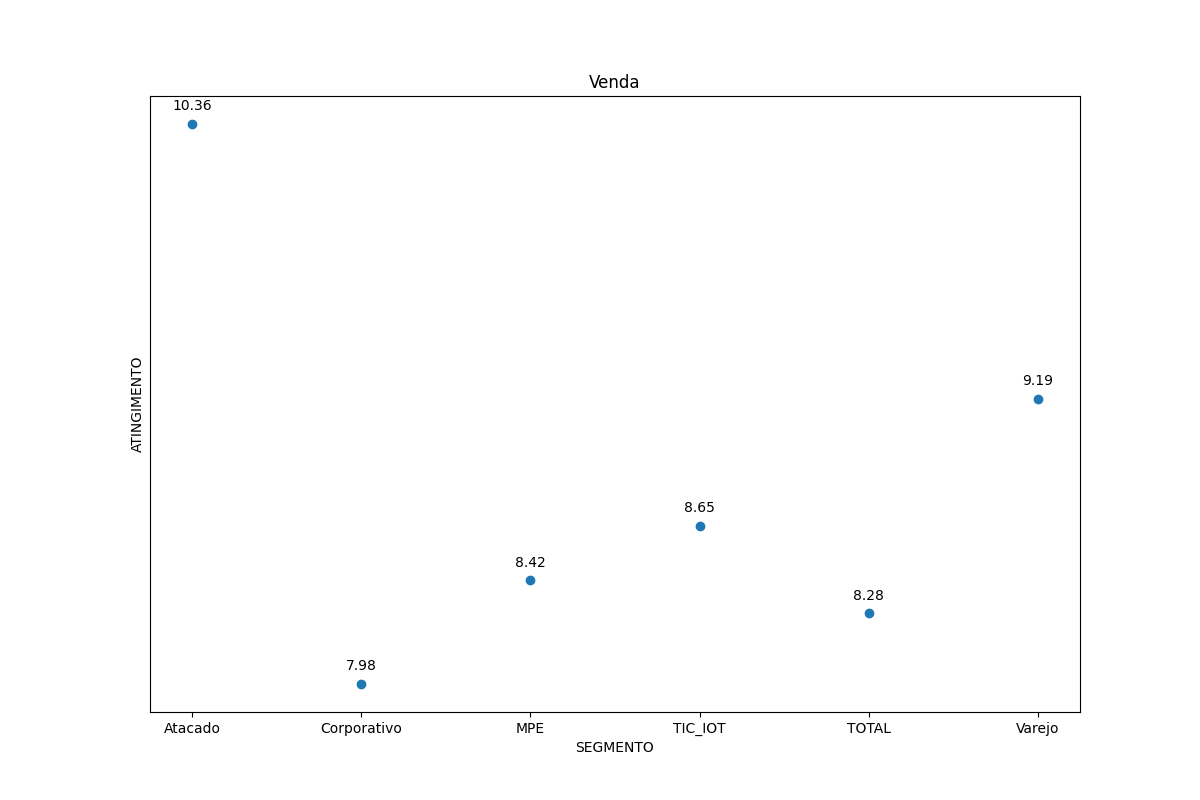 Venda
10.36
9.19
8.65
8.42
8.28
7.98
ATINGIMENTO
Atacado Corporativo MPE TIC_IOT TOTAL Varejo
SEGMENTO